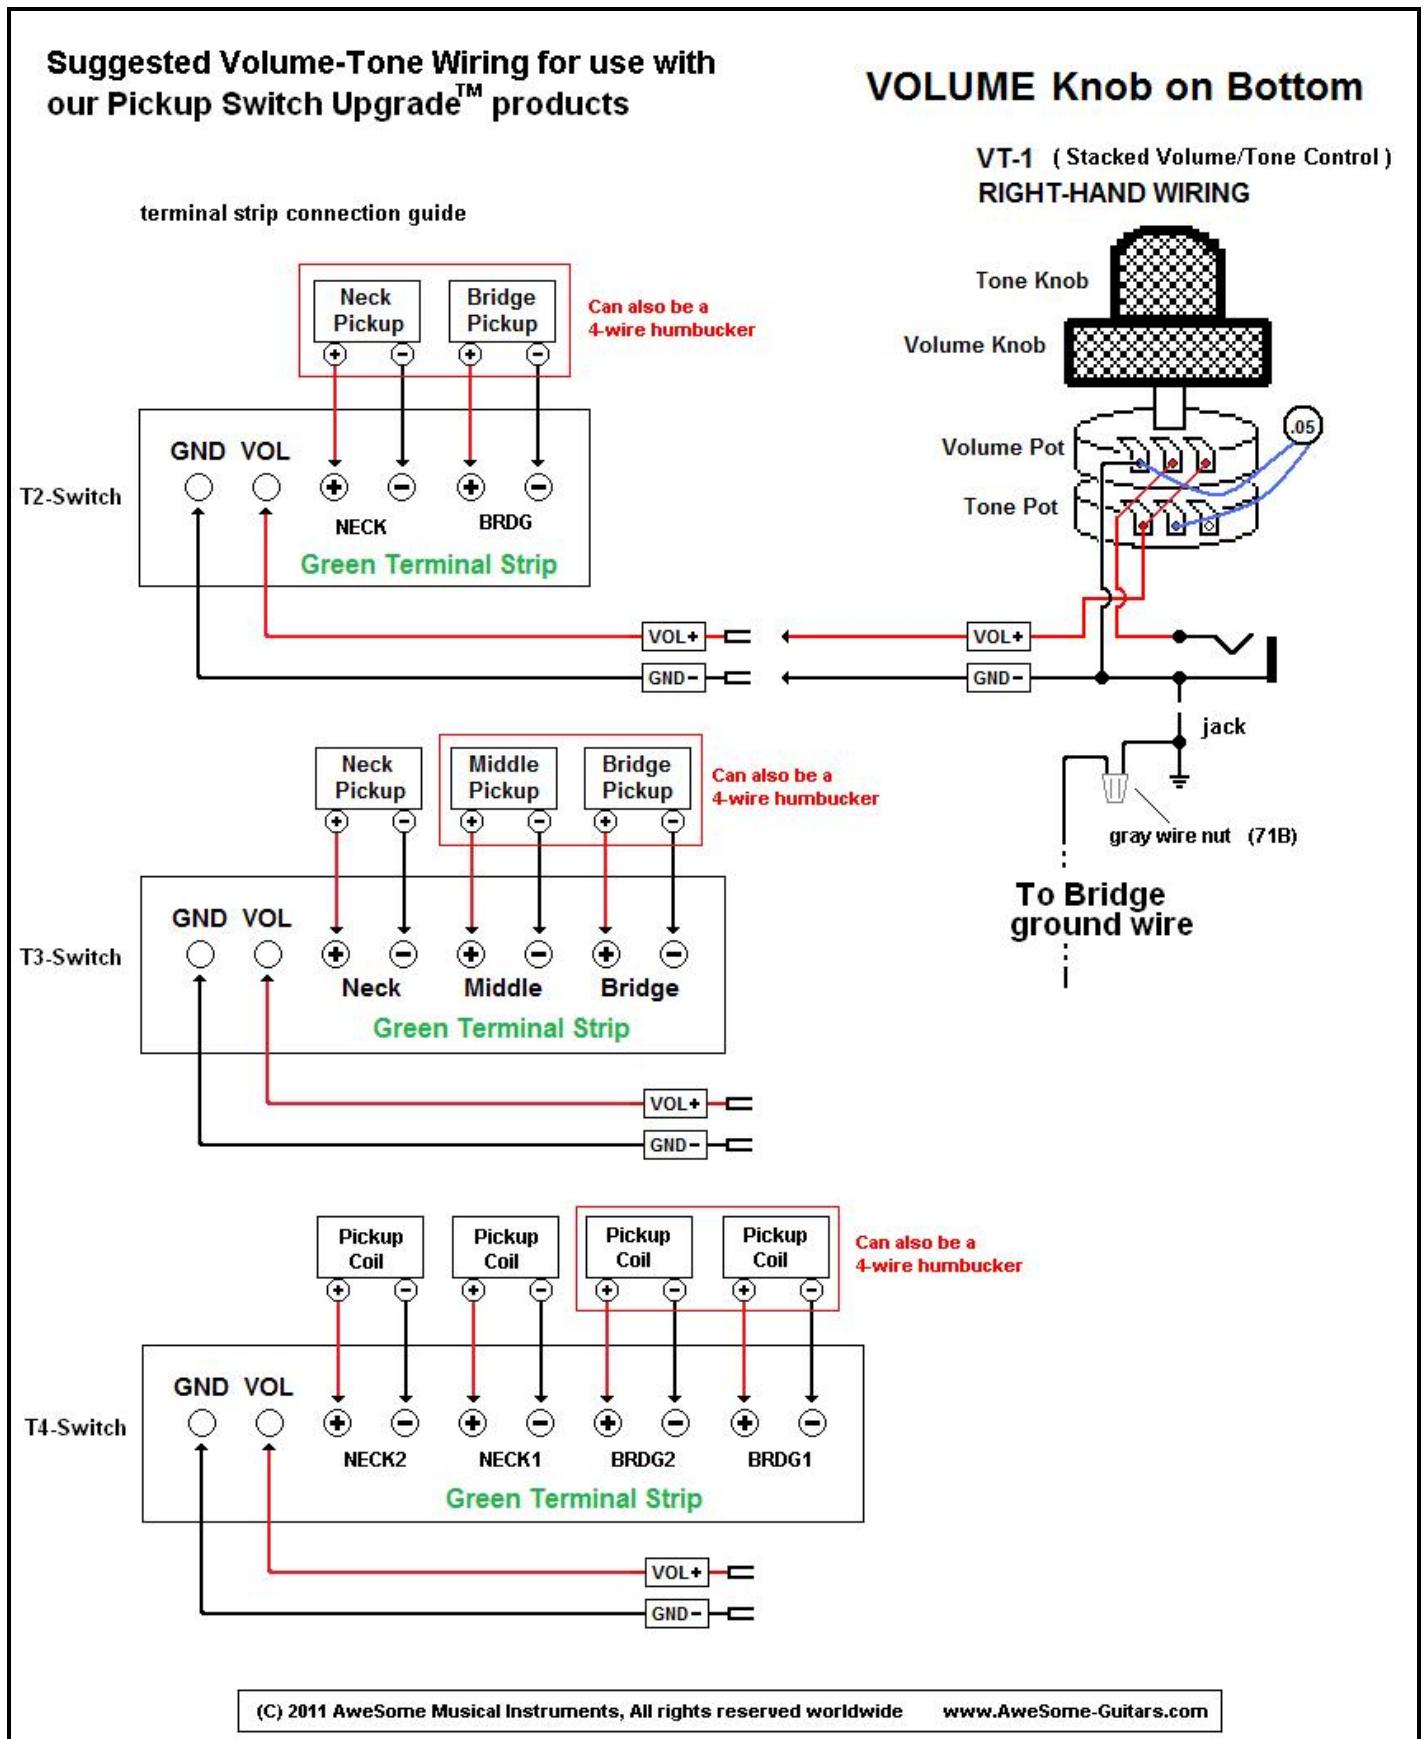 Suggested Volume-Tone Wiring for use with
our Pickup Switch Upgrade™ products
VOLUME Knob on Bottom
VT-1 ( Stacked Volume/Tone Control )
RIGHT-HAND WIRING
terminal strip connection guide
Tone Knob
Volume Knob
Volume Pot
Tone Pot
.05
Neck
Pickup
Bridge
Pickup
+ − + −
Can also be a
4-wire humbucker
T2-Switch
GND VOL
+ − + −
NECK BRDG
Green Terminal Strip
VOL+
GND−
VOL+
GND−
jack
gray wire nut (71B)
To Bridge
ground wire
Neck
Pickup
Middle
Pickup
Bridge
Pickup
+ − + − + −
Can also be a
4-wire humbucker
T3-Switch
GND VOL
+ − + − + −
Neck Middle Bridge
Green Terminal Strip
VOL+
GND−
Pickup
Coil
Pickup
Coil
Pickup
Coil
Pickup
Coil
+ − + − + − + −
Can also be a
4-wire humbucker
T4-Switch
GND VOL
+ − + − + − + −
NECK2 NECK1 BRDG2 BRDG1
Green Terminal Strip
VOL+
GND−
(C) 2011 AweSome Musical Instruments, All rights reserved worldwide www.AweSome-Guitars.com